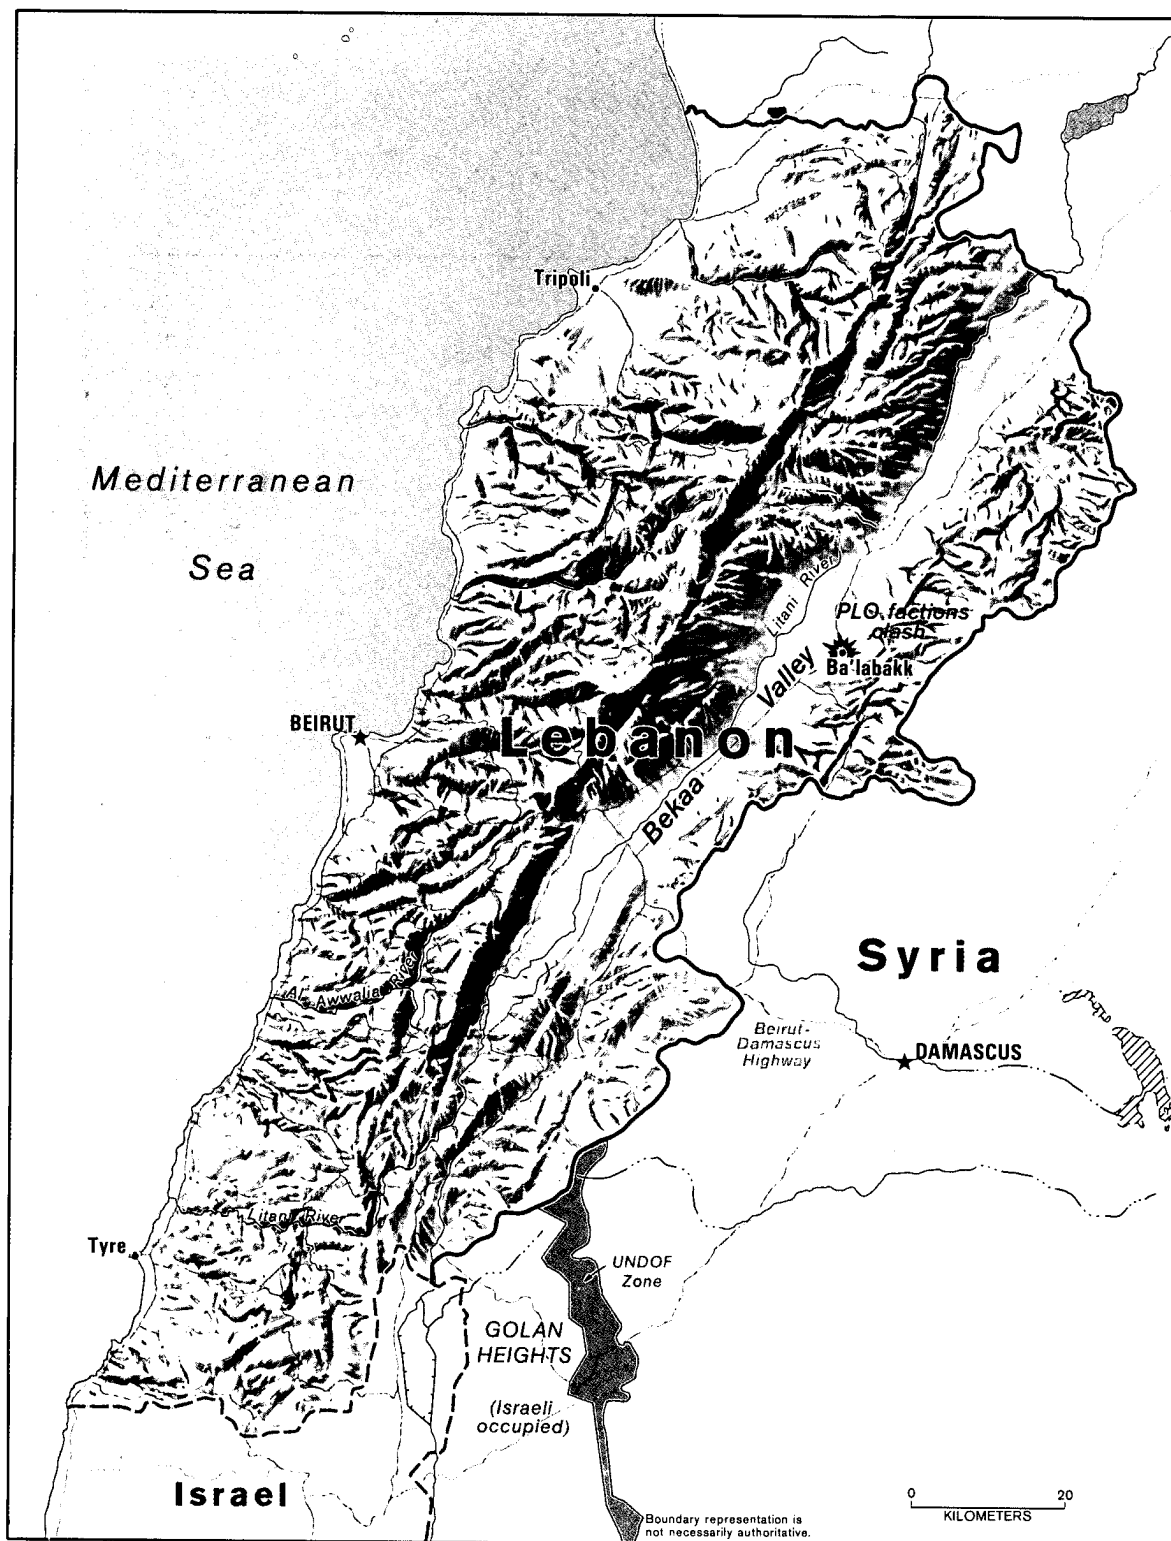 Tripoli
Mediterranean
Sea
Litani River
PLO factions
clash
Ba'labakk
Valley
BEIRUT
Lebanon
Bekaa
Syria
Al Awwalia River
Beirut-
Damascus
Highway
DAMASCUS
Litani River
Tyre
UNDOF
Zone
GOLAN
HEIGHTS
(Israeli
occupied)
Israel
0 20
KILOMETERS
Boundary representation is
not necessarily authoritative.